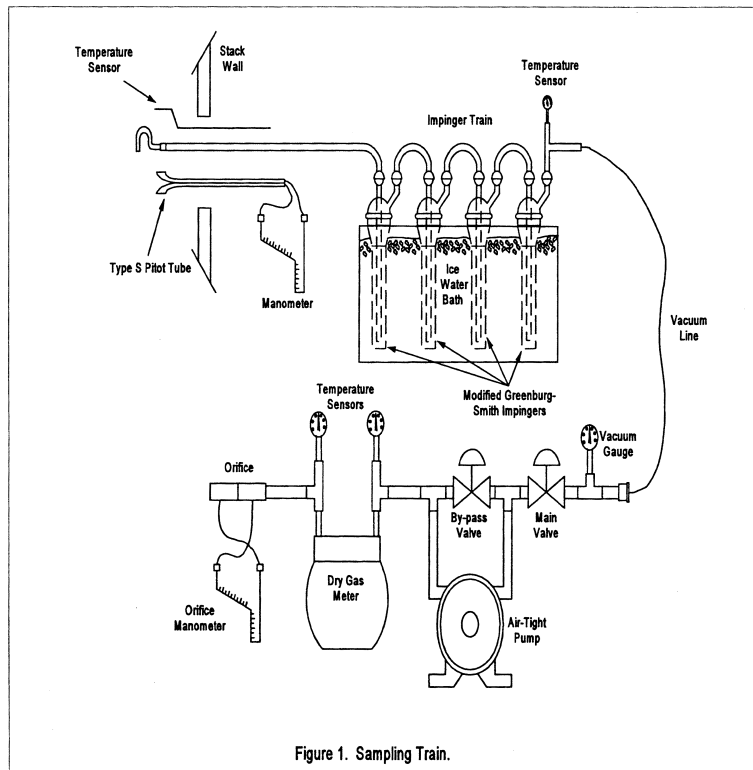 Temperature
Sensor
Stack
Wall
Temperature
Sensor
Impinger Train
Type S Pitot Tube
Manometer
Ice
Water
Bath
Vacuum
Line
Modified Greenburg-
Smith Impingers
Temperature
Sensors
Vacuum
Gauge
Orifice
By-pass
Valve
Main
Valve
Dry Gas
Meter
Orifice
Manometer
Air-Tight
Pump
Figure 1. Sampling Train.